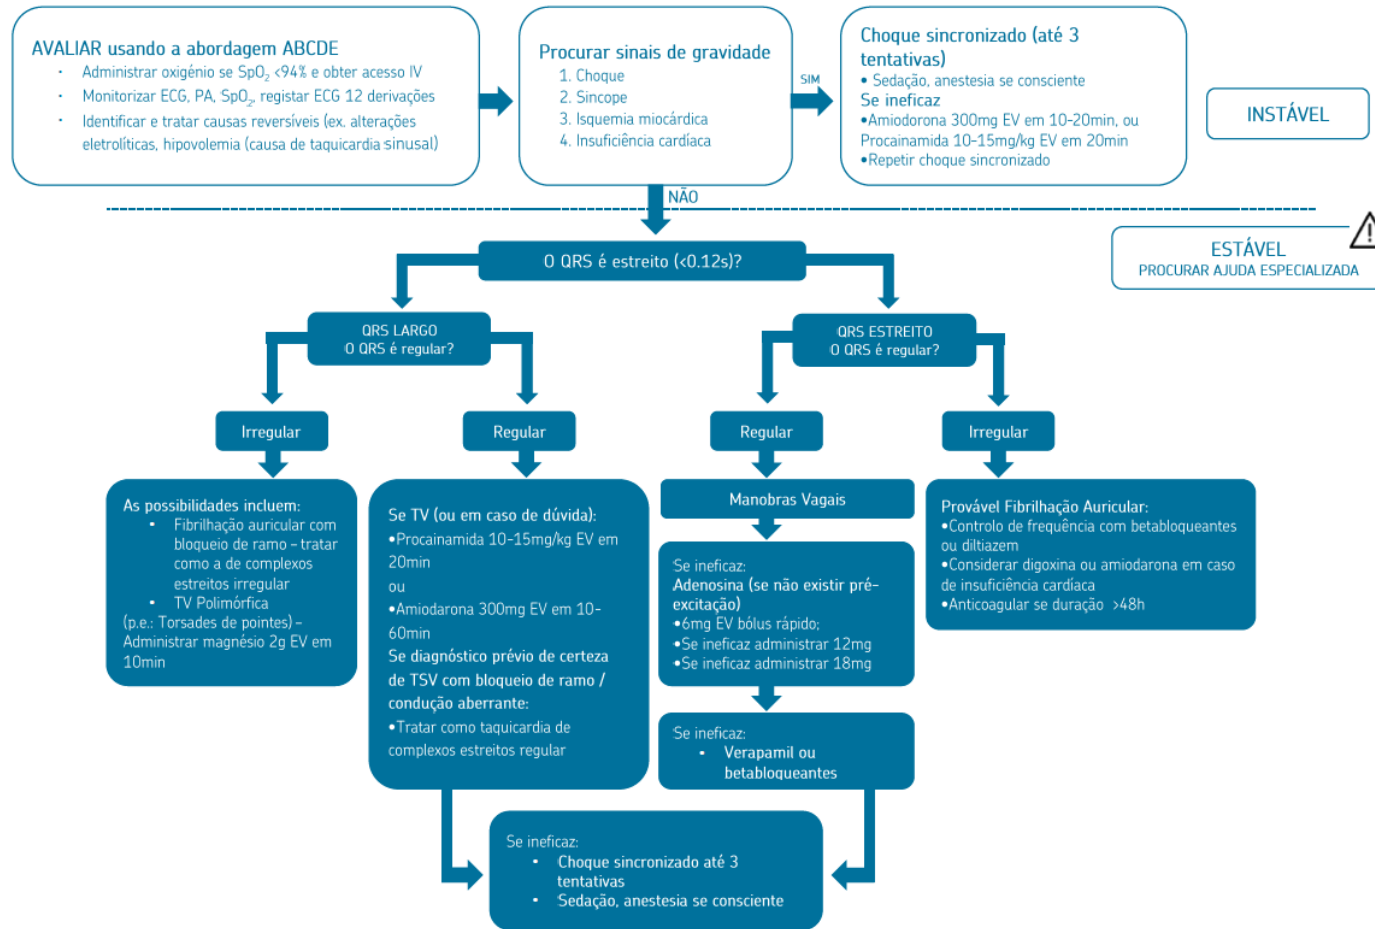 AVALIAR usando a abordagem ABCDE
• Administrar oxigénio se SpO₂ <94% e obter acesso IV
• Monitorizar ECG, PA, SpO₂, registar ECG 12 derivações
• Identificar e tratar causas reversíveis (ex. alterações
eletrolíticas, hipovolemia (causa de taquicardia sinusal)
Procurar sinais de gravidade
1. Choque
2. Sincope
3. Isquemia miocárdica
4. Insuficiência cardíaca
SIM
Choque sincronizado (até 3
tentativas)
• Sedação, anestesia se consciente
Se ineficaz
•Amiodorona 300mg EV em 10-20min, ou
Procainamida 10-15mg/kg EV em 20min
•Repetir choque sincronizado
INSTÁVEL
NÃO
ESTÁVEL
PROCURAR AJUDA ESPECIALIZADA
O QRS é estreito (<0.12s)?
QRS LARGO
O QRS é regular?
QRS ESTREITO
O QRS é regular?
Irregular
Regular
Regular
Irregular
As possibilidades incluem:
• Fibrilhação auricular com
bloqueio de ramo – tratar
como a de complexos
estreitos irregular
• TV Polimórfica
(p.e.: Torsades de pointes) –
Administrar magnésio 2g EV em
10min
Se TV (ou em caso de dúvida):
•Procainamida 10-15mg/kg EV em
20min
ou
•Amiodarona 300mg EV em 10-
60min
Se diagnóstico prévio de certeza
de TSV com bloqueio de ramo /
condução aberrante:
•Tratar como taquicardia de
complexos estreitos regular
Manobras Vagais
Se ineficaz:
Adenosina (se não existir pré-
excitação)
•6mg EV bólus rápido;
•Se ineficaz administrar 12mg
•Se ineficaz administrar 18mg
Se ineficaz:
• Verapamil ou
betabloqueantes
Provável Fibrilhação Auricular:
•Controlo de frequência com betabloqueantes
ou diltiazem
•Considerar digoxina ou amiodarona em caso
de insuficiência cardíaca
•Anticoagular se duração >48h
Se ineficaz:
• Choque sincronizado até 3
tentativas
• Sedação, anestesia se consciente